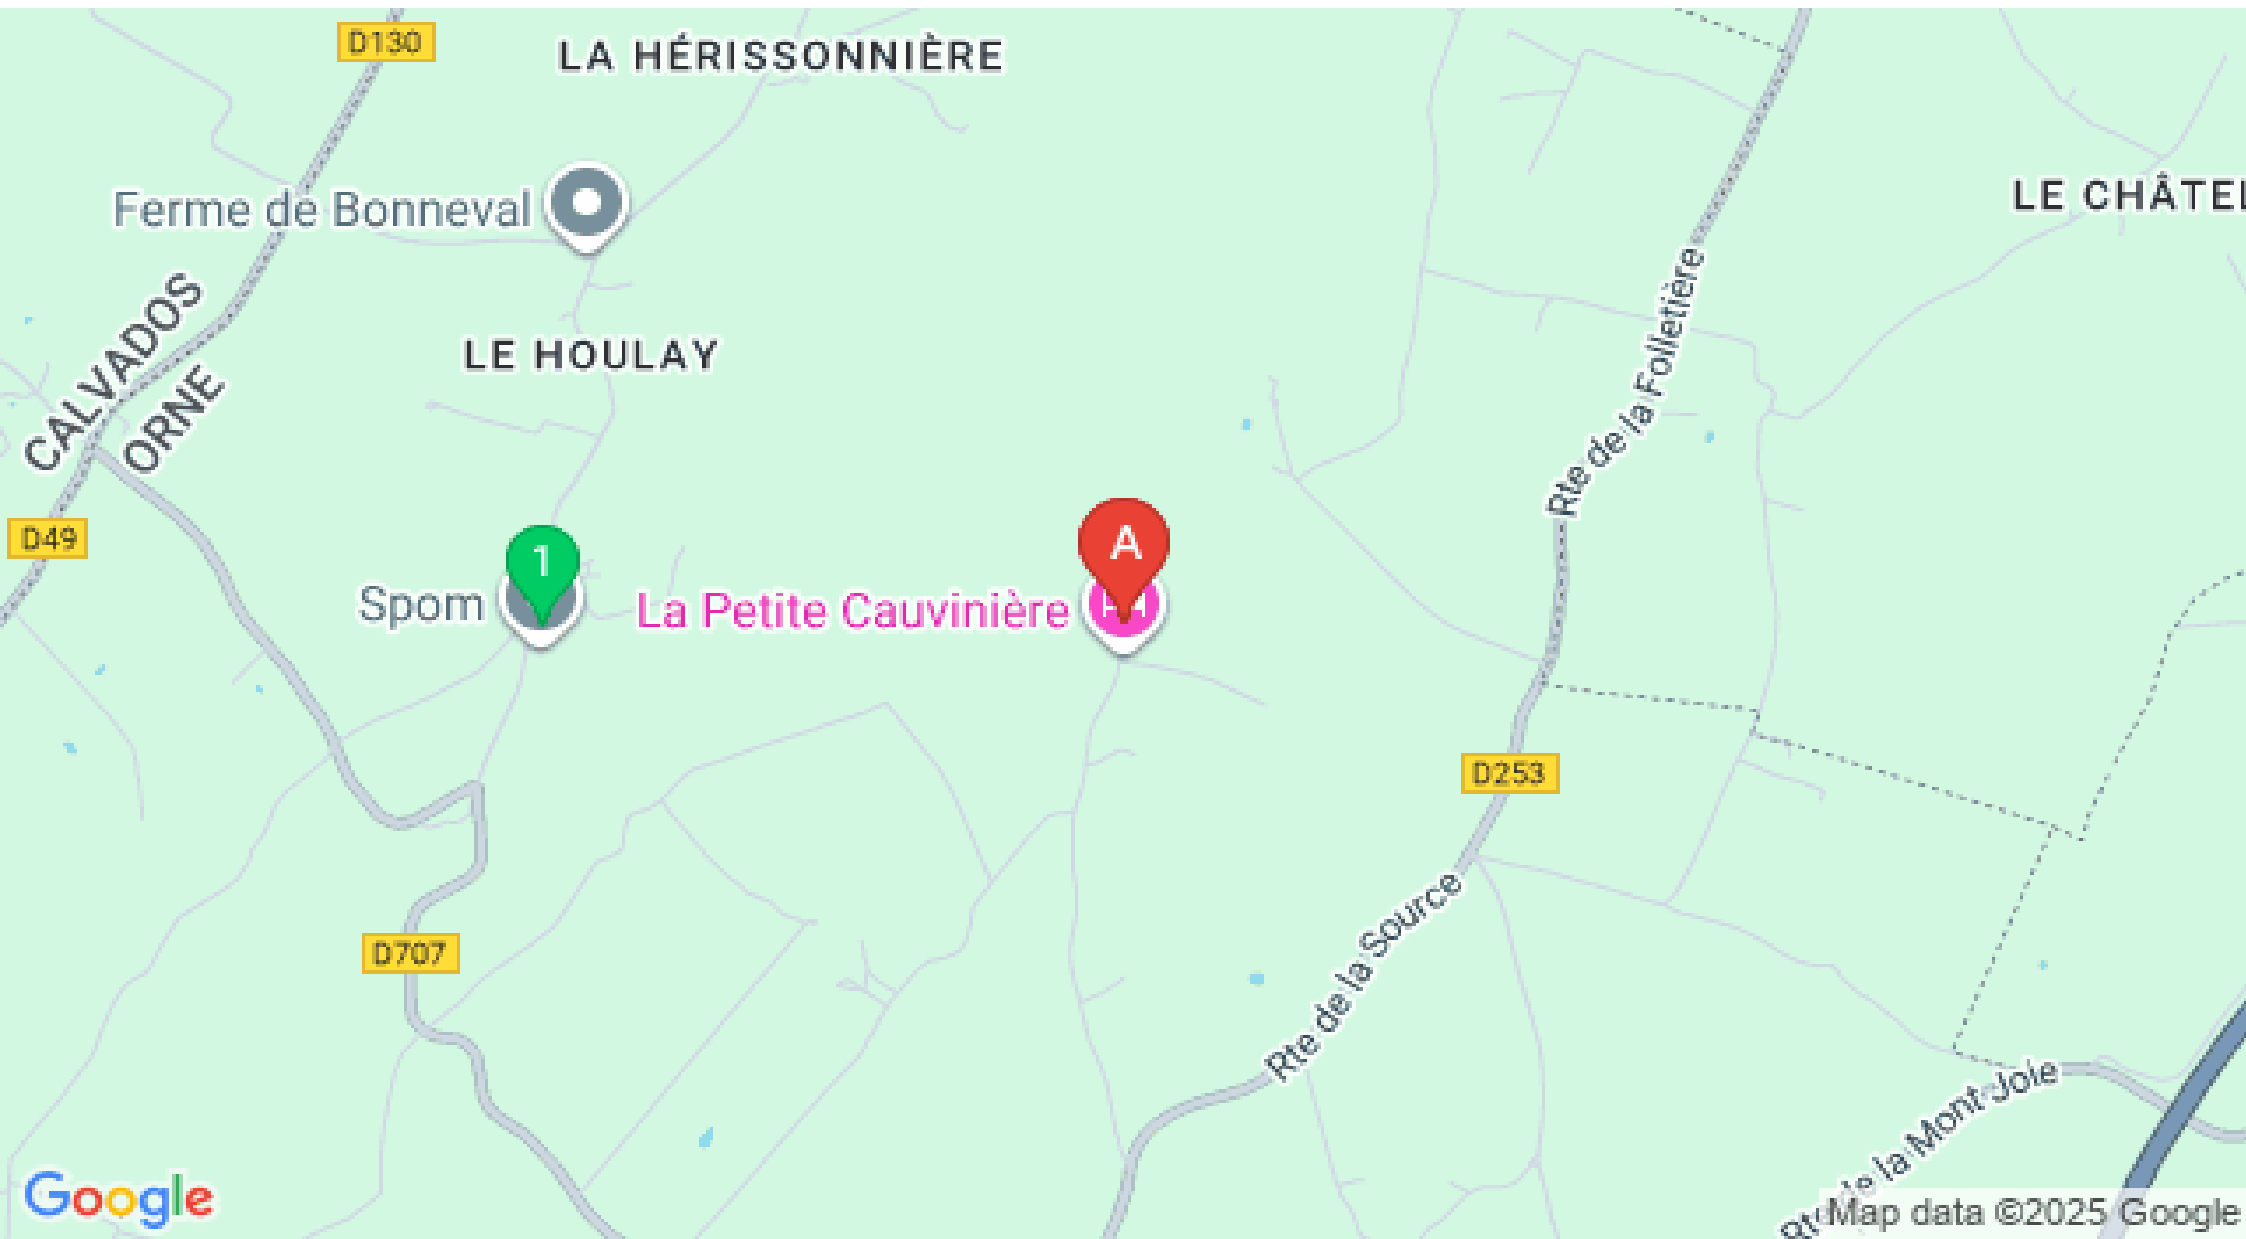 D130
LA HÉRISSONNIÈRE
LE CHÂTEL
Ferme de Bonneval
CALVADOS
ORNE
LE HOULAY
Rte de la Folletière
D49
1
A
Spom
La Petite Cauvinière
D253
Rte de la Source
D707
Rte de la Mont Joie
Google
Map data ©2025 Google